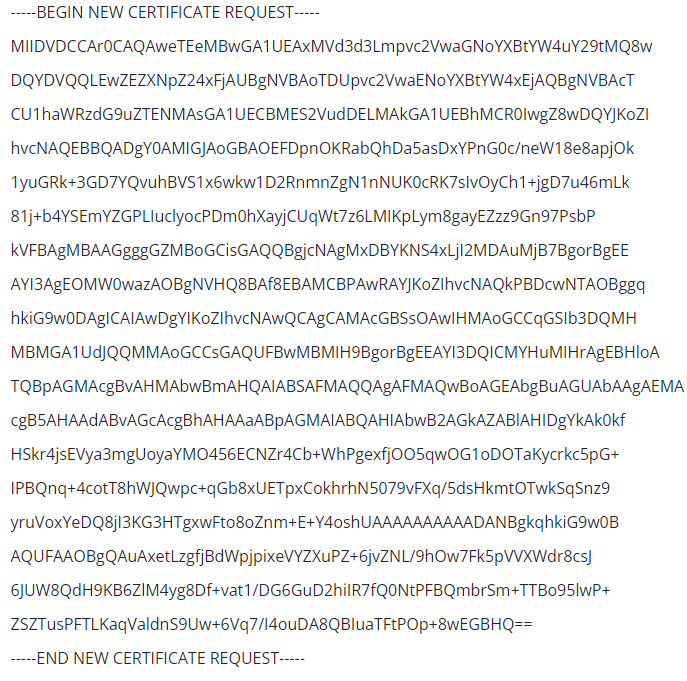 -----BEGIN NEW CERTIFICATE REQUEST-----
MIIDVDCCAr0CAQAweTEeMBwGA1UEAxMVd3d3Lmpvc2VwaGNoYXBtYW4uY29tMQ8w
DQYDVQQLEwZEZXNpZ24xFjAUBgNVBAoTDUpvc2VwaENoYXBtYW4xEjAQBgNVBAcT
CU1haWRzdG9uZTENMAsGA1UECBMES2VudDELMAkGA1UEBhMCR0IwgZ8wDQYJKoZI
hvcNAQEBBQADgY0AMIGJAoGBAOEFDpnOKRabQhDa5asDxYPnG0c/neW18e8apjOk
1yuGRk+3GD7YQvuhBVS1x6wkw1D2RnmnZgN1nNUK0cRK7sIvOyCh1+jgD7u46mLk
81j+b4YSEmYZGPLIuclyocPDm0hXayjCUqWt7z6LMIKpLym8gayEZzz9Gn97PsbP
kVFBAgMBAAGggggGZMBoGCisGAQQBgjcNAgMxDBYKNS4xLjI2MDAuMjB7BgorBgEE
AYI3AgEOMW0wazAOBgNVHQ8BAf8EBAMCBPAwRAYJKoZIhvcNAQkPBDcwNTAOBggq
hkiG9w0DAgICAIAwDgYIKoZIhvcNAwQCAgCAMAcGBSsOAwIHMAoGCCqGSIb3DQMH
MBMGA1UdJQQMMAoGCCsGAQUFBwMBMIH9BgorBgEEAYI3DQICMYHuMIHrAgEBHloA
TQBpAGMAcgBvAHMAbwBmAHQAIABSAFMAQQAgAFMAQwBoAGEAbgBuAGUAbAAgAEMA
cgB5AHAAdABvAGcAcgBhAHAAaABpAGMAIABQAHIAbwB2AGkAZABlAHIDgYkAk0kf
HSkr4jsEVya3mgUoyaYMO456ECNZr4Cb+WhPgexfjOO5qwOG1oDOTaKycrkc5pG+
IPBQnq+4cotT8hWJQwpc+qGb8xUETpxCokhrhN5079vFXq/5dsHkmtOTwkSqSnz9
yruVoxYeDQ8jI3KG3HTgxwFto8oZnm+E+Y4oshUAAAAAAAAAADANBgkqhkiG9w0B
AQUFAAOBgQAuAxetLzgfjBdWpjpixeVYZXuPZ+6jvZNL/9hOw7Fk5pVVXWdr8csJ
6JUW8QdH9KB6ZlM4yg8Df+vat1/DG6GuD2hiIR7fQ0NtPFBQmbrSm+TTBo95lwP+
ZSZTusPFTLKaqValdnS9Uw+6Vq7/I4ouDA8QBIuaTFtPOp+8wEGBHQ==
-----END NEW CERTIFICATE REQUEST-----